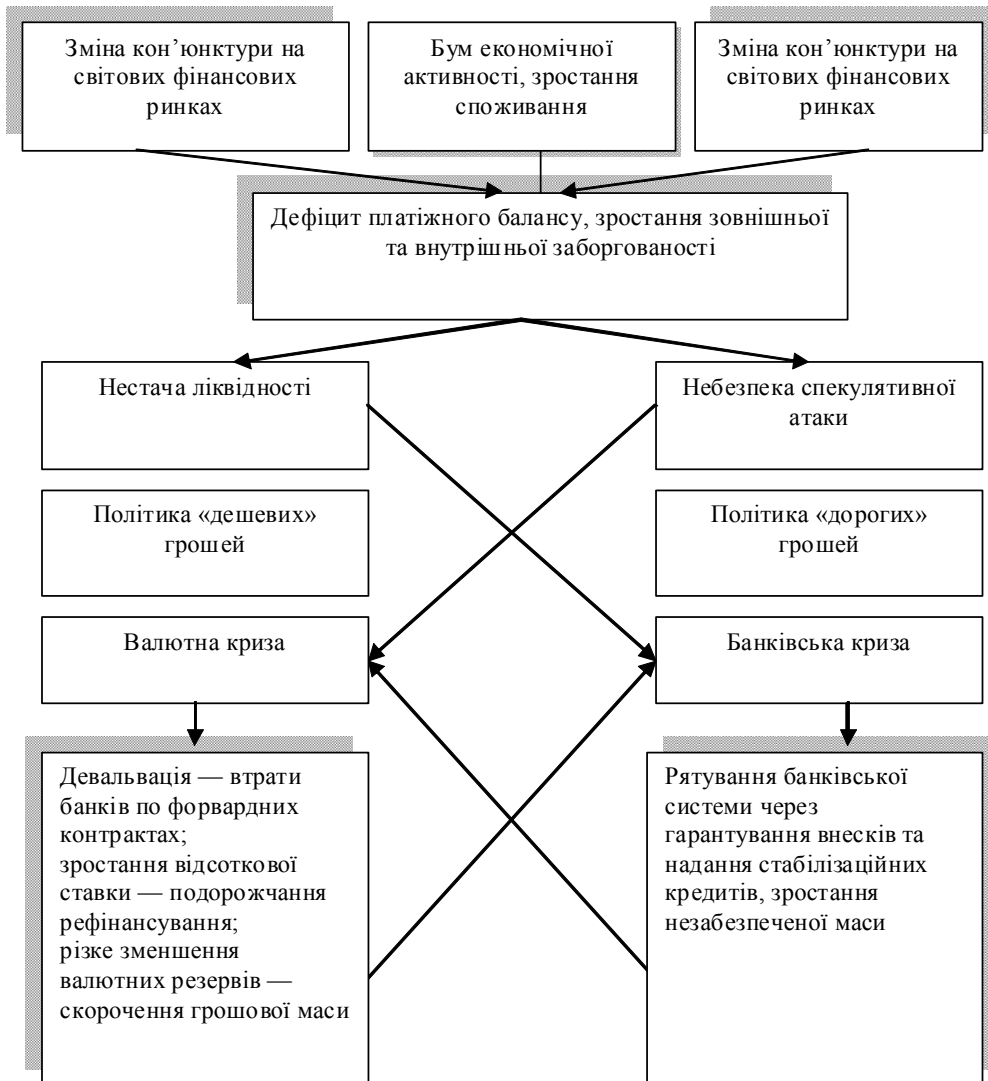 Зміна кон’юнктури на
світових фінансових
ринках
Бум економічної
активності, зростання
споживання
Зміна кон’юнктури на
світових фінансових
ринках
Дефіцит платіжного балансу, зростання зовнішньої
та внутрішньої заборгованості
Нестача ліквідності
Небезпека спекулятивної
атаки
Політика «дешевих»
грошей
Політика «дорогих»
грошей
Валютна криза
Банківська криза
Девальвація — втрати
банків по форвардних
контрактах;
зростання відсоткової
ставки — подорожчання
рефінансування;
різке зменшення
валютних резервів —
скорочення грошової маси
Рятування банківської
системи через
гарантування внесків та
надання стабілізаційних
кредитів, зростання
незабезпеченої маси